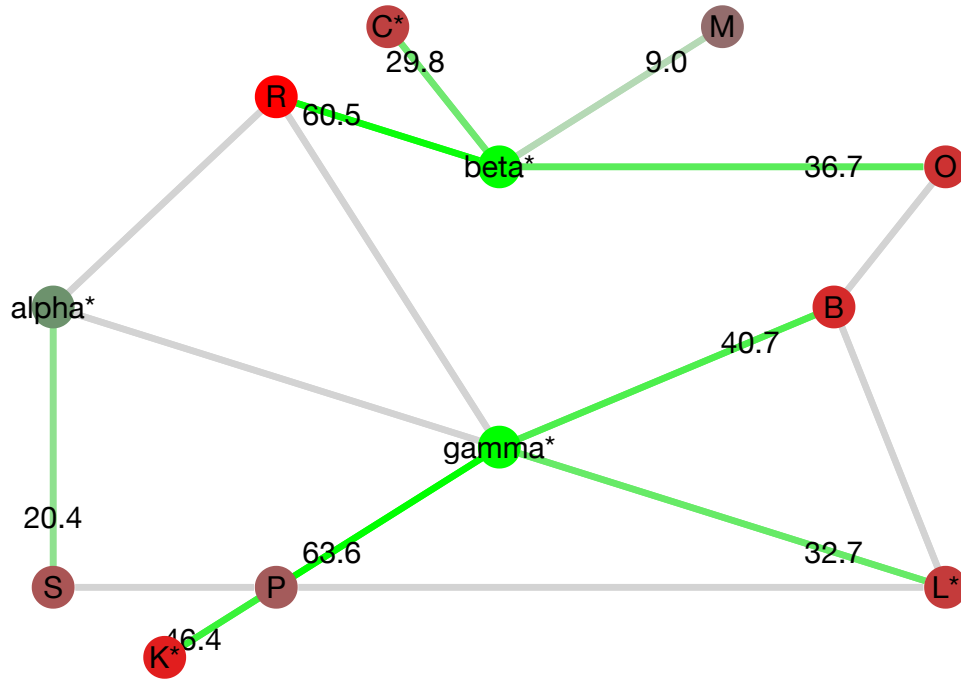 C*
M
29.8
9.0
R
60.5
beta*
36.7
O
alpha*
B
40.7
gamma*
20.4
63.6
32.7
S
P
L*
46.4
K*